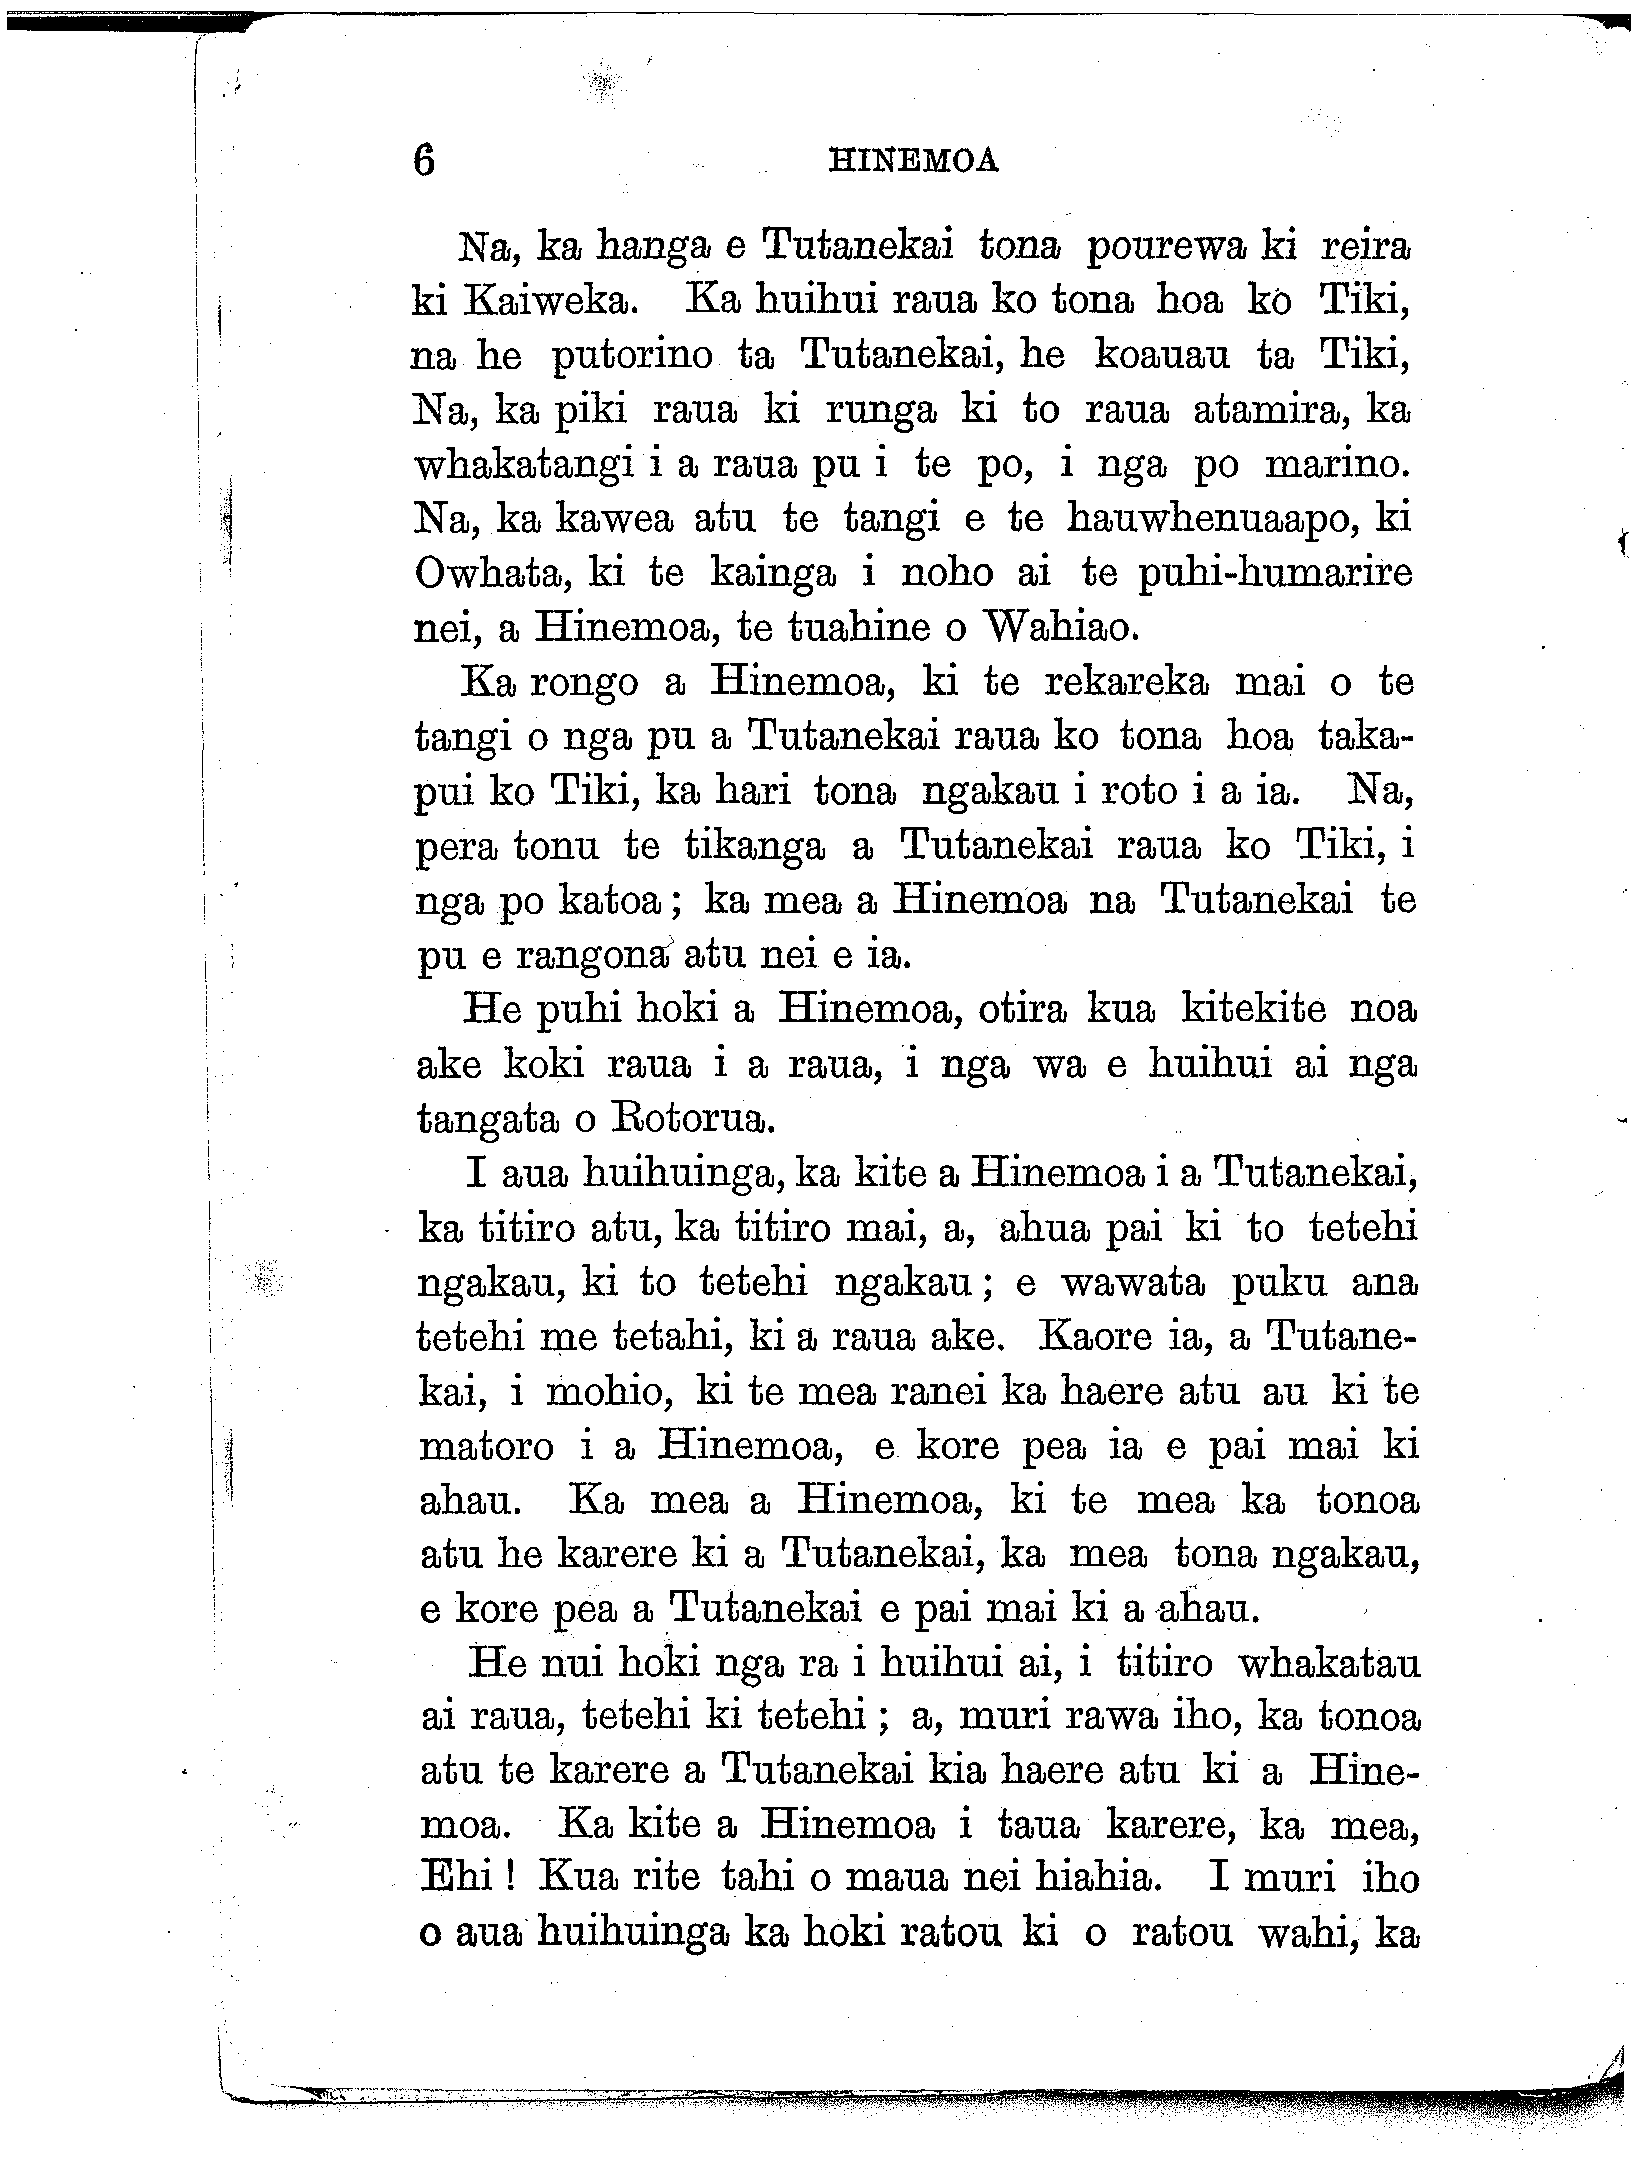 6 HINEMOA
Na, ka hanga e Tutanekai tona pourewa ki reira
ki Kaiweka. Ka huihui raua ko tona hoa ko Tiki,
na he putorino ta Tutanekai, he koauau ta Tiki,
Na, ka piki raua ki runga ki to raua atamira, ka
whakatangi i a raua pu i te po, i nga po marino.
Na, ka kawea atu te tangi e te hauwhenuaapo, ki
Owhata, ki te kainga i noho ai te puhi-humarire
nei, a Hinemoa, te tuahine o Wahiao.
Ka rongo a Hinemoa, ki te rekareka mai o te
tangi o nga pu a Tutanekai raua ko tona hoa taka-
pui ko Tiki, ka hari tona ngakau i roto i a ia. Na,
pera tonu te tikanga a Tutanekai raua ko Tiki, i
nga po katoa; ka mea a Hinemoa na Tutanekai te
pu e rangona atu nei e ia.
He puhi hoki a Hinemoa, otira kua kitekite noa
ake koki raua i a raua, i nga wa e huihui ai nga
tangata o Rotorua.
I aua huihuinga, ka kite a Hinemoa i a Tutanekai,
ka titiro atu, ka titiro mai, a, ahua pai ki to tetehi
ngakau, ki to tetehi ngakau; e wawata puku ana
tetehi me tetahi, ki a raua ake. Kaore ia, a Tutane-
kai, i mohio, ki te mea ranei ka haere atu au ki te
matoro i a Hinemoa, e kore pea ia e pai mai ki
ahau. Ka mea a Hinemoa, ki te mea ka tonoa
atu he karere ki a Tutanekai, ka mea tona ngakau,
e kore pea a Tutanekai e pai mai ki a ahau.
He nui hoki nga ra i huihui ai, i titiro whakatau
ai raua, tetehi ki tetehi; a, muri rawa iho, ka tonoa
atu te karere a Tutanekai kia haere atu ki a Hine-
moa. Ka kite a Hinemoa i taua karere, ka mea,
Ehi! Kua rite tahi o maua nei hiahia. I muri iho
o aua huihuinga ka hoki ratou ki o ratou wahi, ka